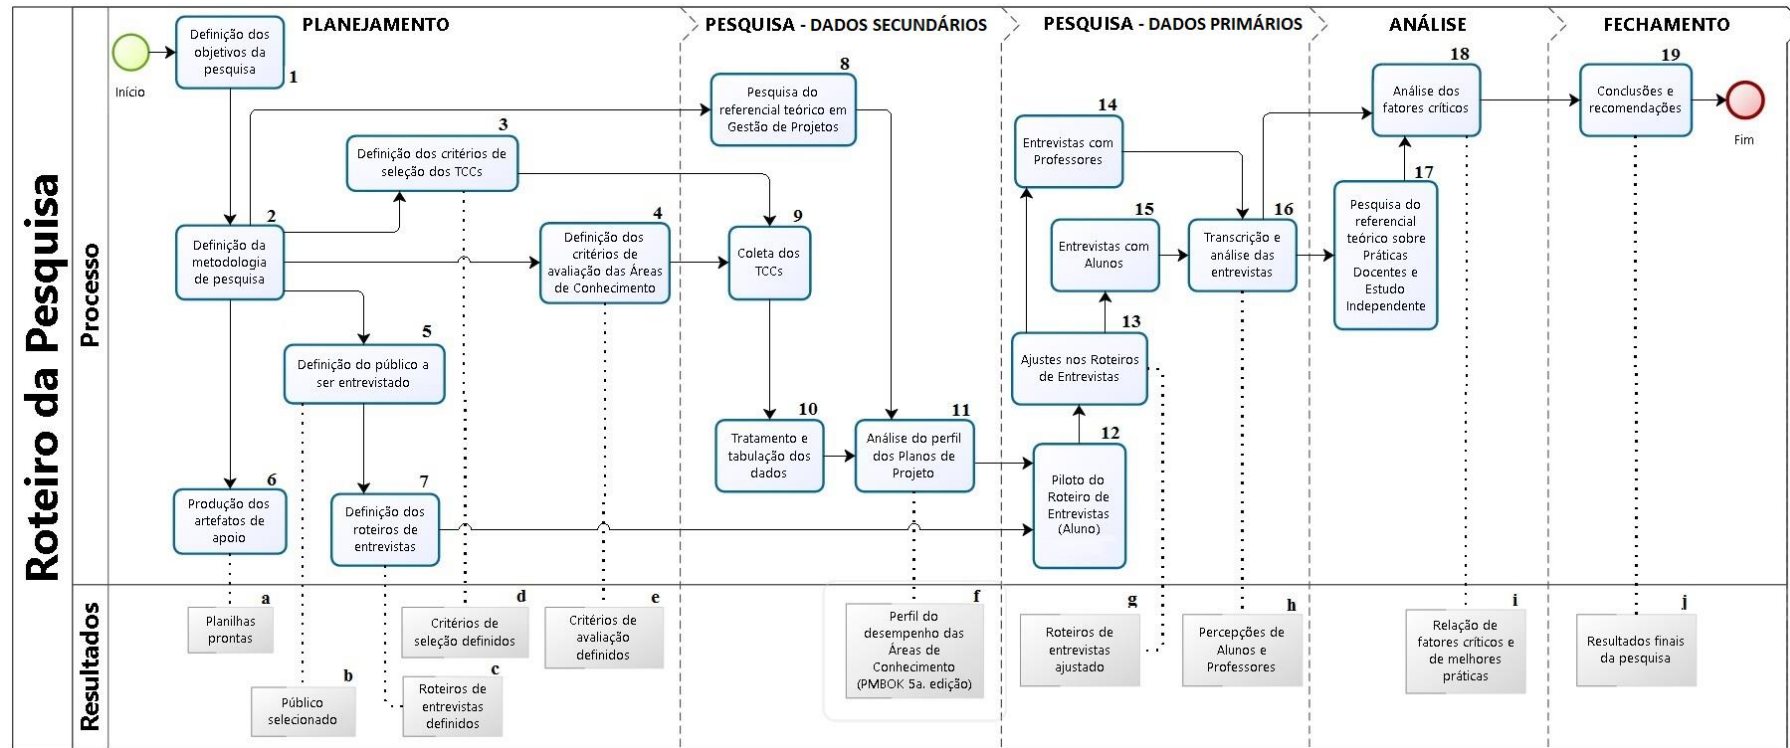 Roteiro da Pesquisa
Processo
Resultados
PLANEJAMENTO
PESQUISA - DADOS SECUNDÁRIOS
PESQUISA - DADOS PRIMÁRIOS
ANÁLISE
FECHAMENTO
Início
Definição dos
objetivos da
pesquisa
1
Definição da
metodologia
de pesquisa
2
Definição dos critérios de
seleção dos TCCs
3
Definição dos
critérios de
avaliação das Áreas
de Conhecimento
4
Definição do público a
ser entrevistado
5
Produção dos
artefatos de
apoio
6
Definição dos
roteiros de
entrevistas
7
Pesquisa do
referencial teórico em
Gestão de Projetos
8
Coleta dos
TCCs
9
Tratamento e
tabulação dos
dados
10
Análise do perfil
dos Planos de
Projeto
11
Piloto do
Roteiro de
Entrevistas
(Aluno)
12
Ajustes nos Roteiros
de Entrevistas
13
Entrevistas com
Professores
14
Entrevistas com
Alunos
15
Transcrição e
análise das
entrevistas
16
Pesquisa do
referencial
teórico sobre
Práticas
Docentes e
Estudo
Independente
17
Análise dos
fatores críticos
18
Conclusões e
recomendações
19
Fim
Planilhas
prontas
a
Público
selecionado
b
Roteiros de
entrevistas
definidos
c
Critérios de
seleção definidos
d
Critérios de
avaliação
definidos
e
Perfil do
desempenho das
Áreas de
Conhecimento
(PMBOK 5a. edição)
f
Roteiros de
entrevistas
ajustado
g
Percepções de
Alunos e
Professores
h
Relação de
fatores críticos e
de melhores
práticas
i
Resultados finais
da pesquisa
j